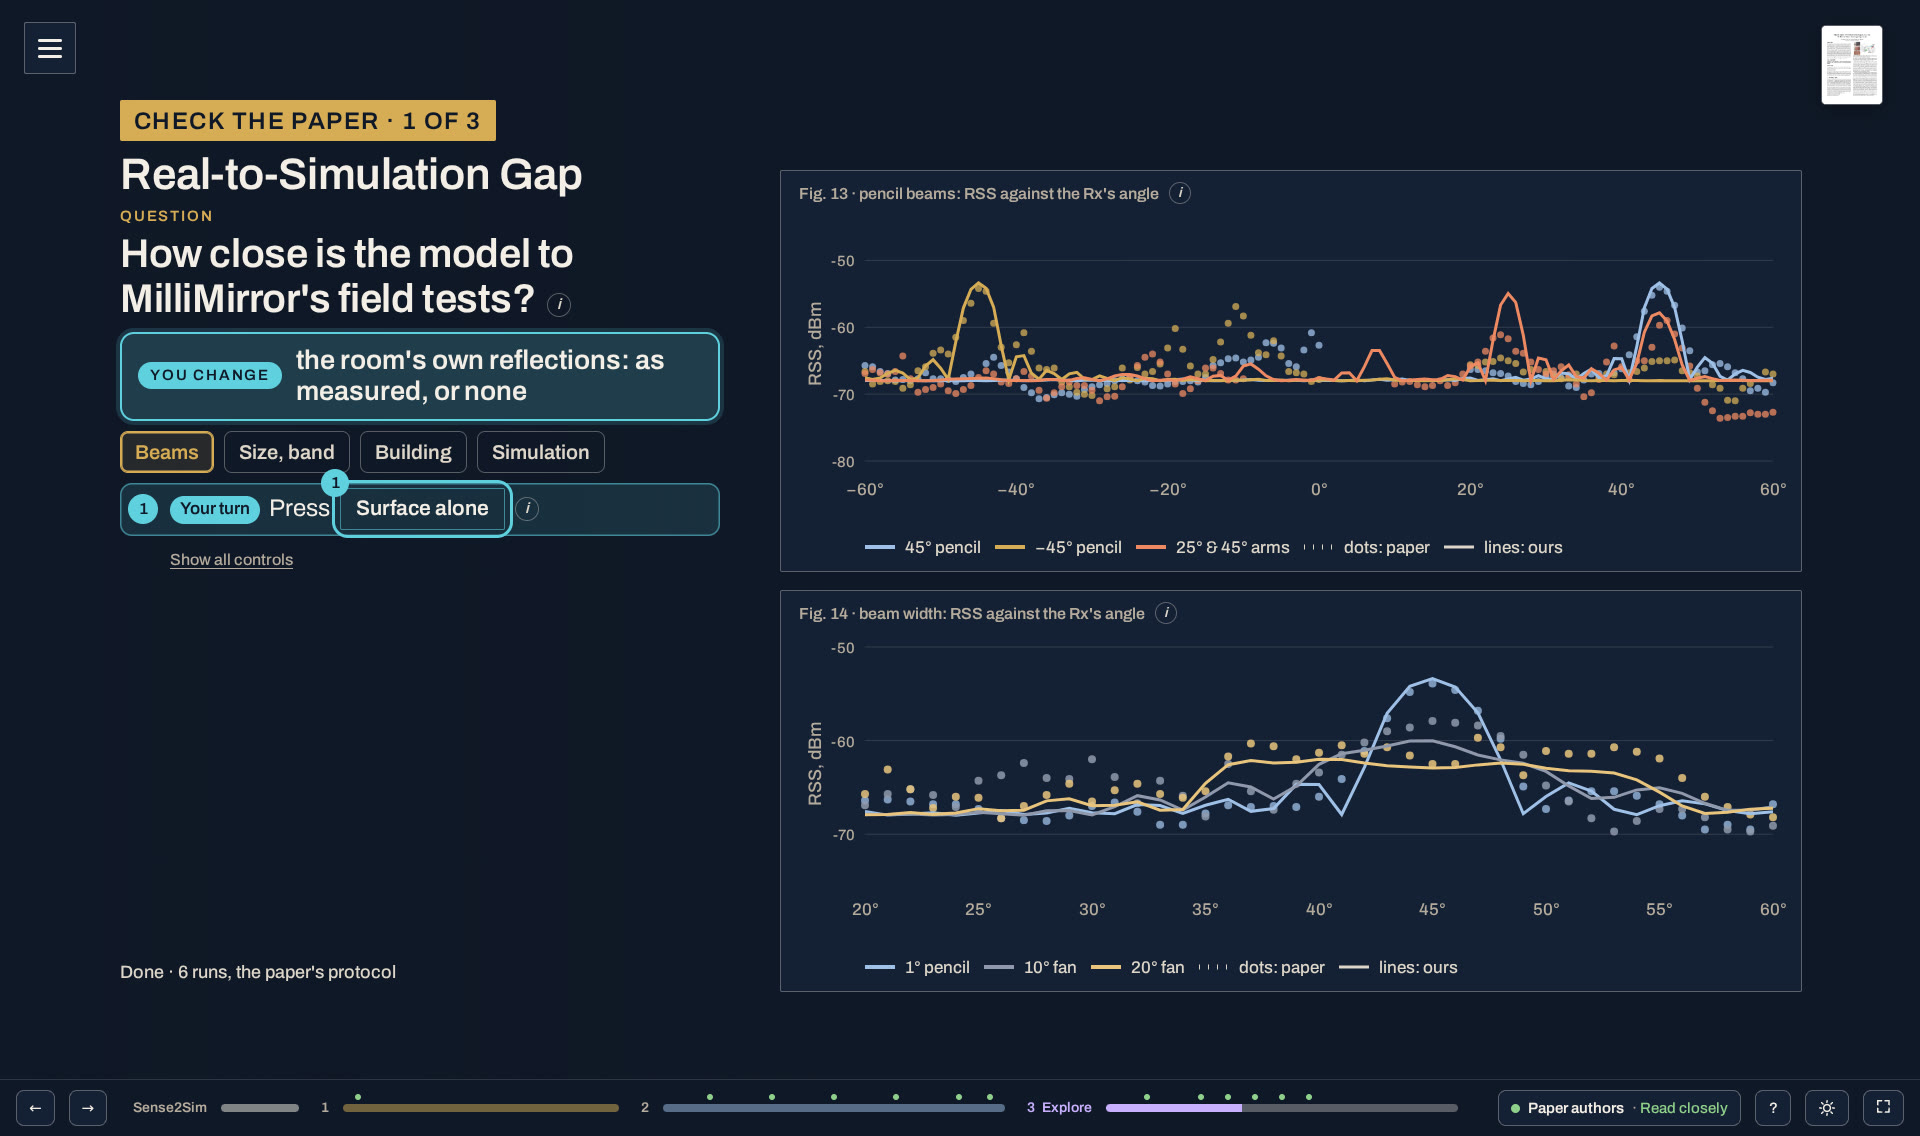 CHECK THE PAPER · 1 OF 3
Real-to-Simulation Gap
QUESTION
How close is the model to
MilliMirror's field tests? i
YOU CHANGE
the room's own reflections: as
measured, or none
Beams
Size, band
Building
Simulation
1
1 Your turn Press Surface alone i
Show all controls
Done · 6 runs, the paper's protocol
Fig. 13 · pencil beams: RSS against the Rx's angle i
RSS, dBm
-50
-60
-70
-80
−60° −40° −20° 0° 20° 40° 60°
45° pencil −45° pencil 25° & 45° arms dots: paper lines: ours
Fig. 14 · beam width: RSS against the Rx's angle i
RSS, dBm
-50
-60
-70
20° 25° 30° 35° 40° 45° 50° 55° 60°
1° pencil 10° fan 20° fan dots: paper lines: ours
← → Sense2Sim 1 2 3 Explore Paper authors · Read closely ?